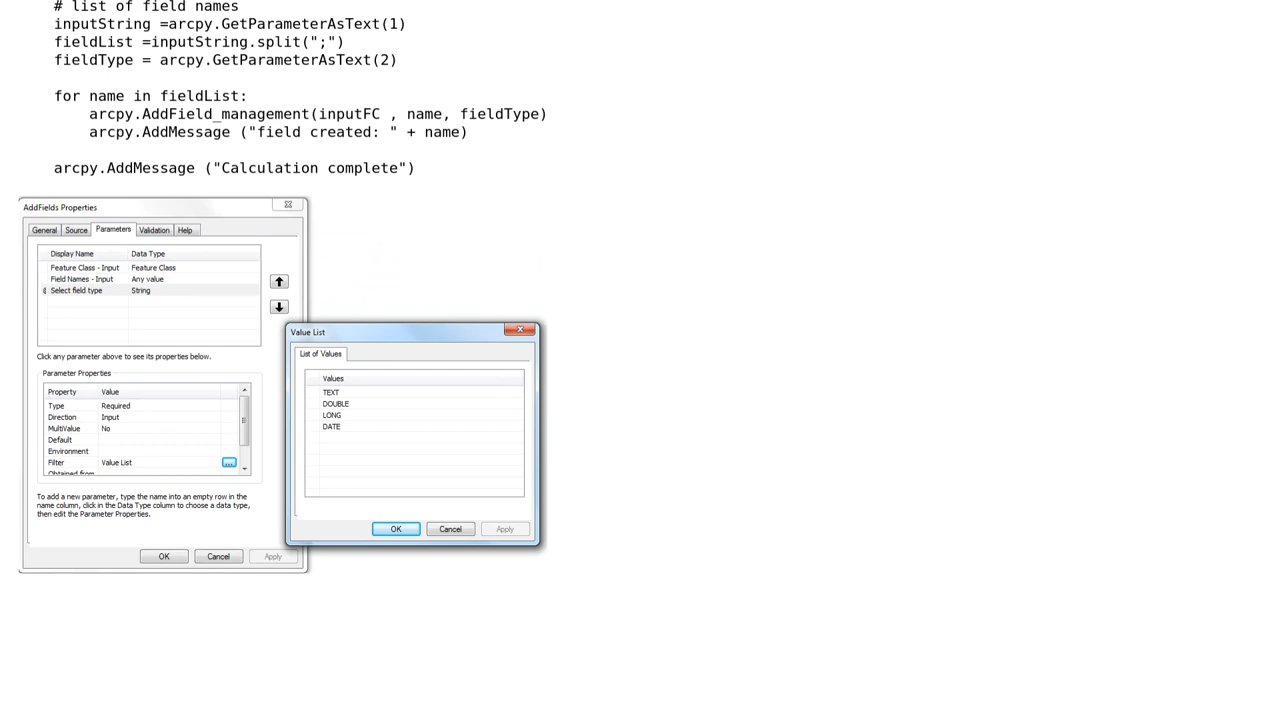 # list of field names
inputString =arcpy.GetParameterAsText(1)
fieldList =inputString.split(";")
fieldType = arcpy.GetParameterAsText(2)
for name in fieldList:
arcpy.AddField_management(inputFC , name, fieldType)
arcpy.AddMessage ("field created: " + name)
arcpy.AddMessage ("Calculation complete")
AddFields Properties
General Source Parameters Validation Help
Display Name Data Type
Feature Class - Input Feature Class
Field Names - Input Any value
Select field type String
Click any parameter above to see its properties below.
Parameter Properties
Property Value
Type Required
Direction Input
MultiValue No
Default
Environment
Filter Value List ...
Obtained from
To add a new parameter, type the name into an empty row in the
name column, click in the Data Type column to choose a data type,
then edit the Parameter Properties.
OK Cancel Apply
Value List
List of Values
Values
TEXT
DOUBLE
LONG
DATE
OK Cancel Apply